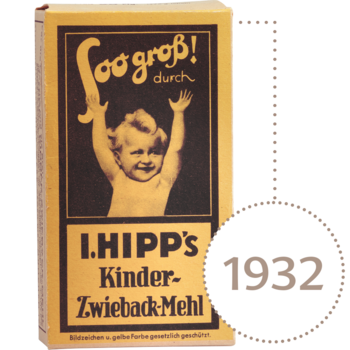 Soo groß!
durch
I.HIPP's
Kinder-
Zwieback-Mehl
Bildzeichen u. gelbe Farbe gesetzlich geschützt.
1932